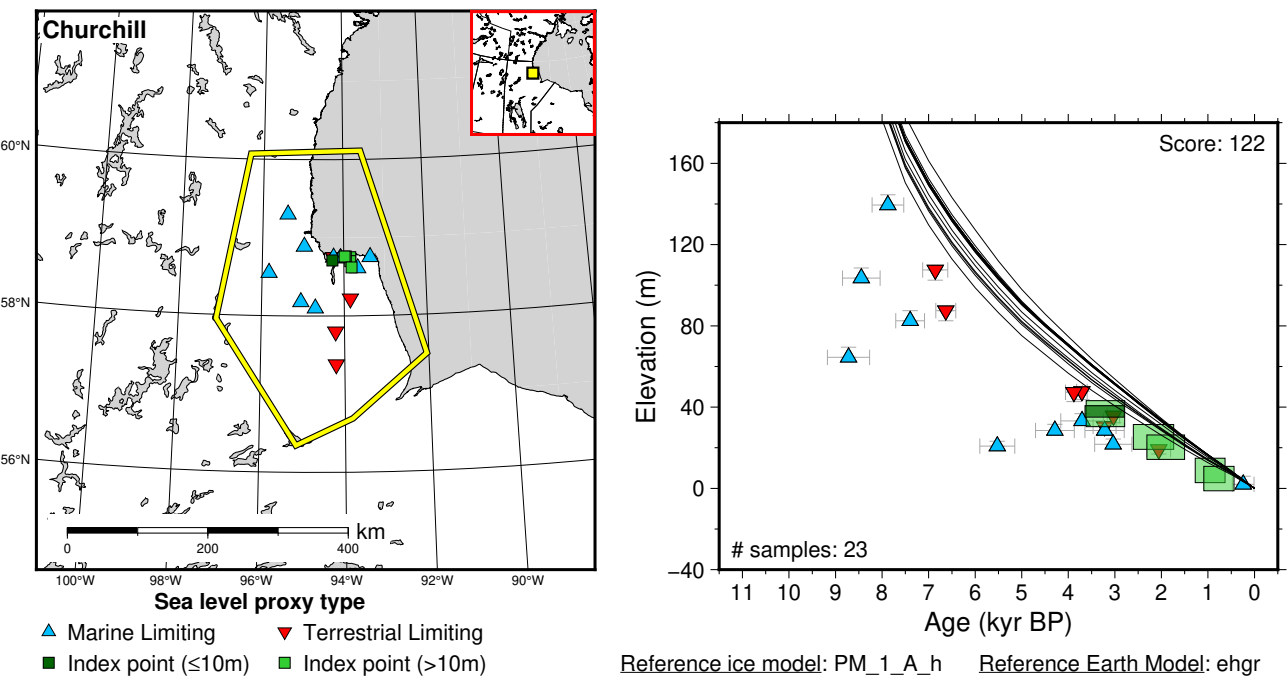 Churchill
60°N
58°N
56°N
km
0 200 400
100°W 98°W 96°W 94°W 92°W 90°W
Sea level proxy type
Marine Limiting Terrestrial Limiting
Index point (≤10m) Index point (>10m)
Score: 122
160
120
80
40
0
−40
Elevation (m)
# samples: 23
11 10 9 8 7 6 5 4 3 2 1 0
Age (kyr BP)
Reference ice model: PM_1_A_h Reference Earth Model: ehgr